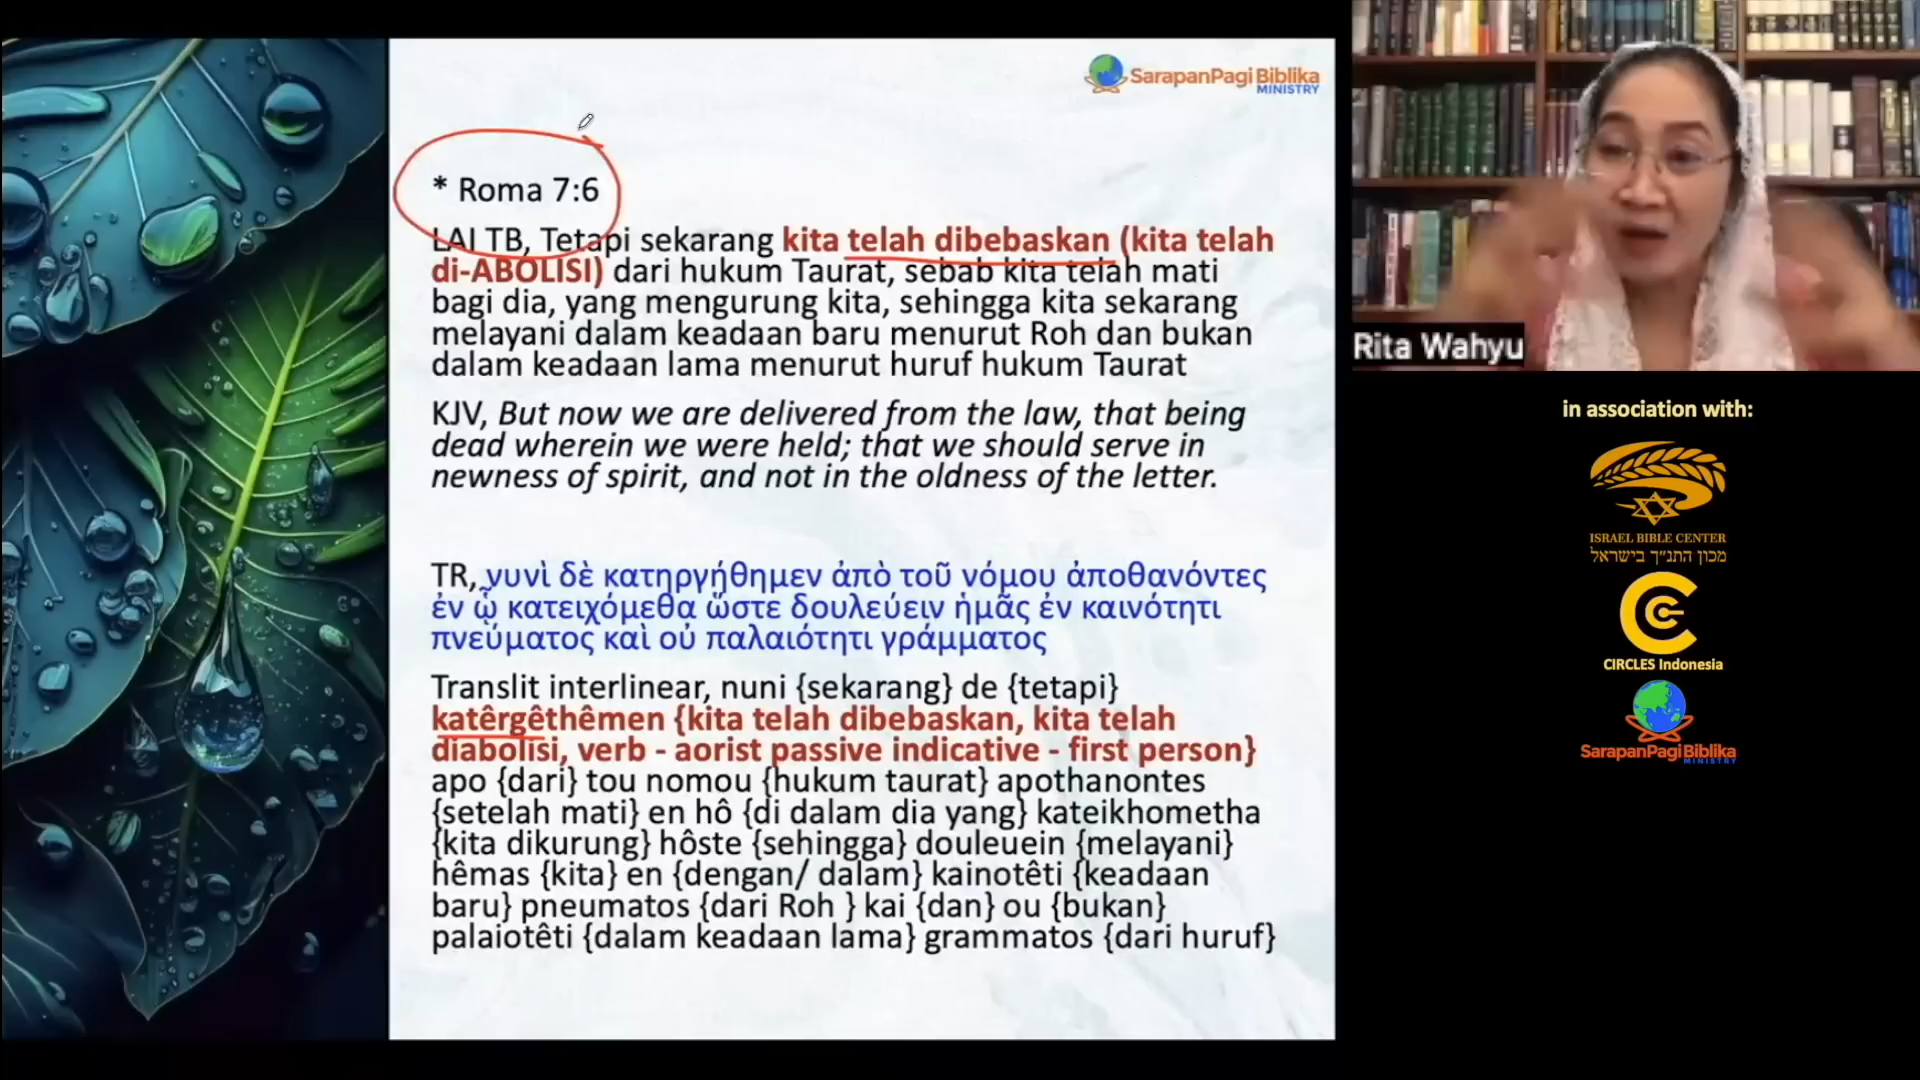 SarapanPagi Biblika
MINISTRY
* Roma 7:6
LAI TB, Tetapi sekarang kita telah dibebaskan (kita telah
di-ABOLISI) dari hukum Taurat, sebab kita telah mati
bagi dia, yang mengurung kita, sehingga kita sekarang
melayani dalam keadaan baru menurut Roh dan bukan
dalam keadaan lama menurut huruf hukum Taurat
KJV, But now we are delivered from the law, that being
dead wherein we were held; that we should serve in
newness of spirit, and not in the oldness of the letter.
TR, νυνὶ δὲ κατηργήθημεν ἀπὸ τοῦ νόμου ἀποθανόντες
ἐν ᾧ κατειχόμεθα ὥστε δουλεύειν ἡμᾶς ἐν καινότητι
πνεύματος καὶ οὐ παλαιότητι γράμματος
Translit interlinear, nuni {sekarang} de {tetapi}
katêrgêthêmen {kita telah dibebaskan, kita telah
diabolisi, verb - aorist passive indicative - first person}
apo {dari} tou nomou {hukum taurat} apothanontes
{setelah mati} en hô {di dalam dia yang} kateikhometha
{kita dikurung} hôste {sehingga} douleuein {melayani}
hêmas {kita} en {dengan/ dalam} kainotêti {keadaan
baru} pneumatos {dari Roh } kai {dan} ou {bukan}
palaiotêti {dalam keadaan lama} grammatos {dari huruf}
Rita Wahyu
in association with:
ISRAEL BIBLE CENTER
מכון התנ״ך בישראל
CIRCLES Indonesia
SarapanPagi Biblika
MINISTRY